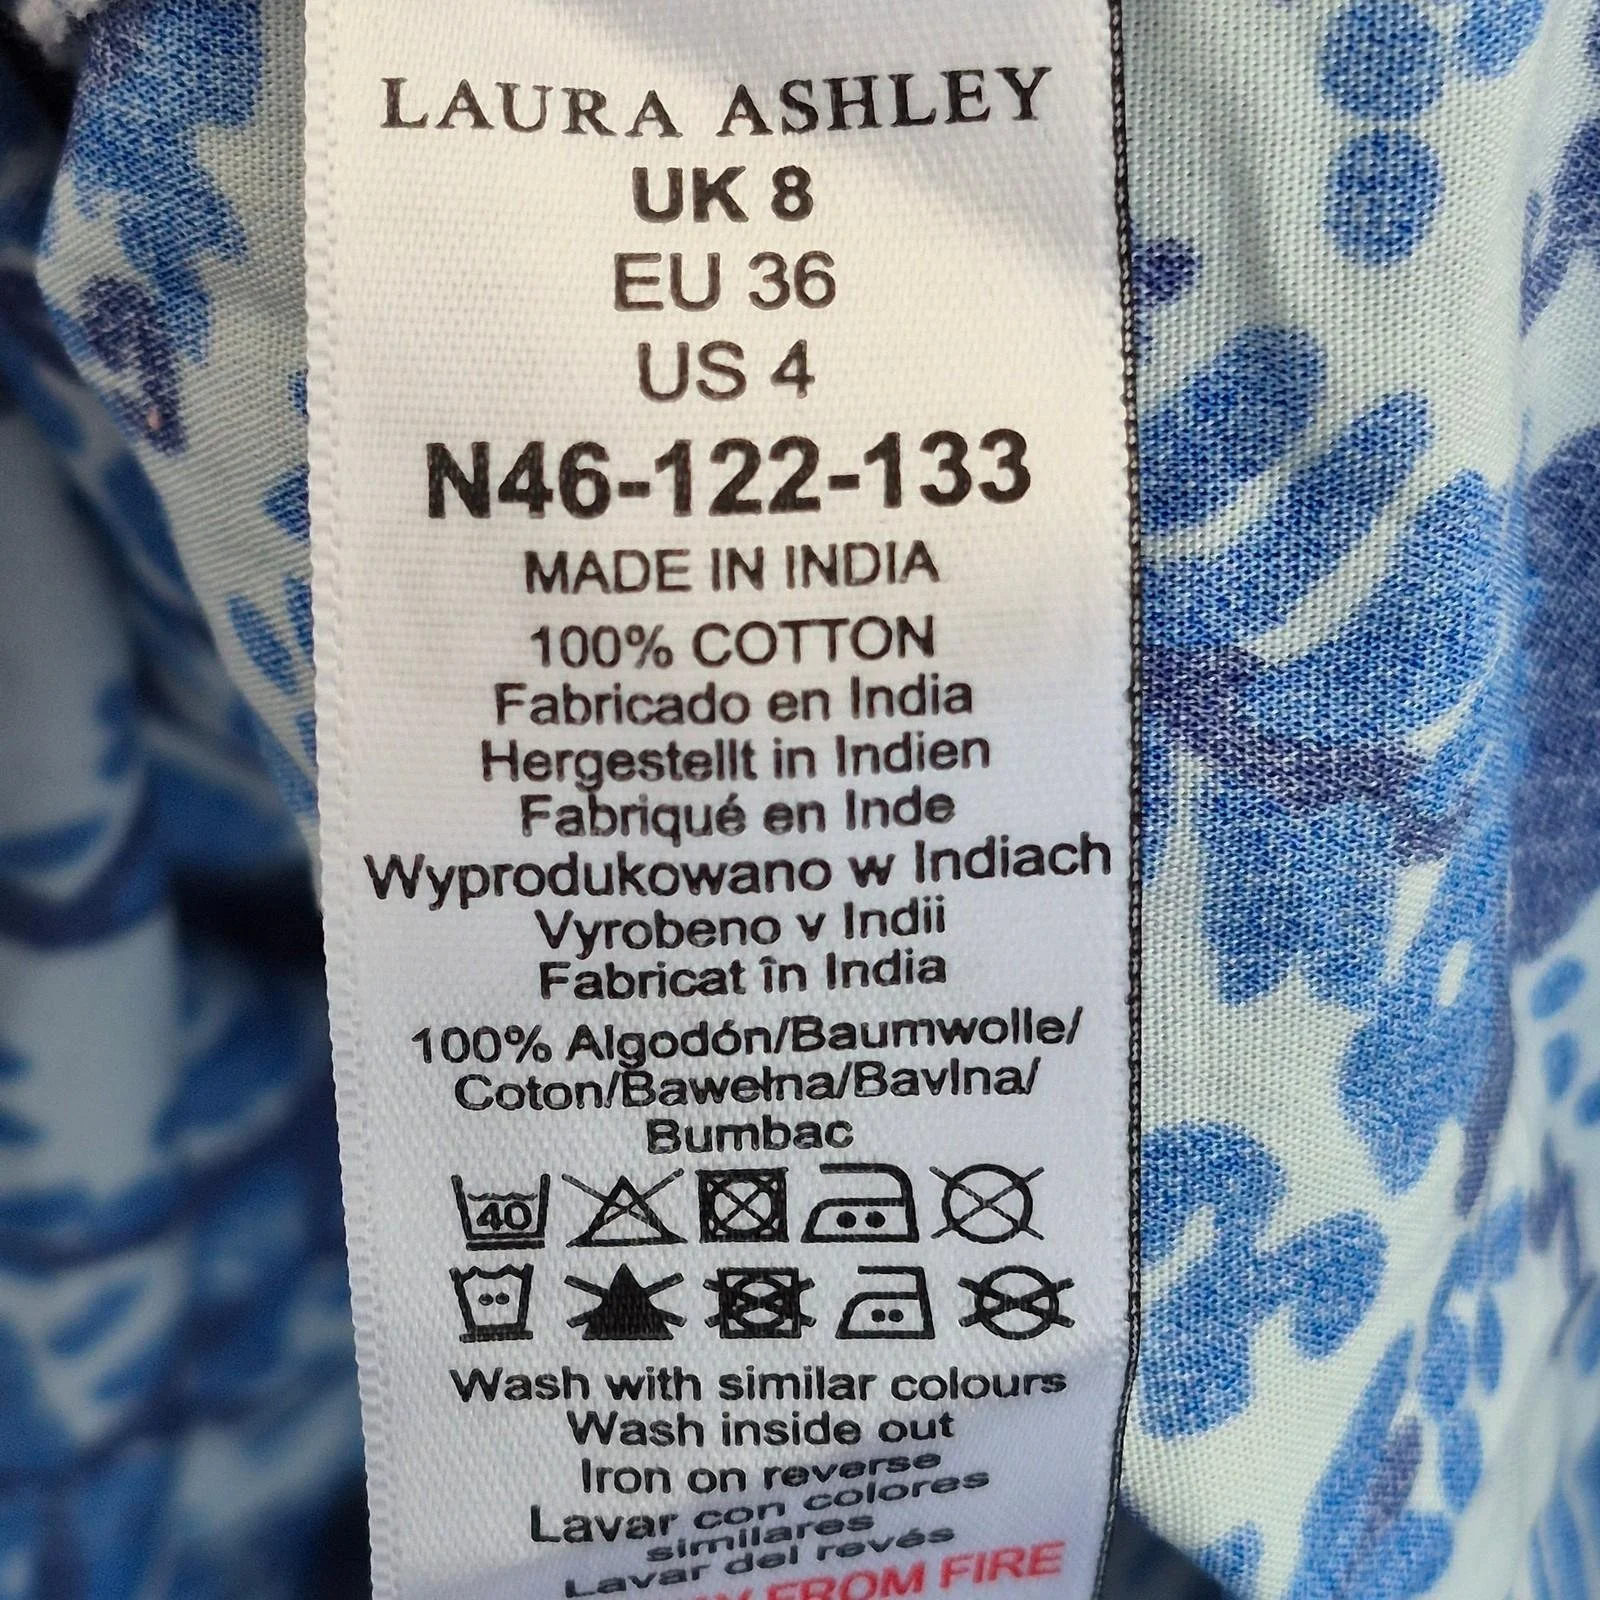 LAURA ASHLEY
UK 8
EU 36
US 4
N46-122-133
MADE IN INDIA
100% COTTON
Fabricado en India
Hergestellt in Indien
Fabriqué en Inde
Wyprodukowano w Indiach
Vyrobeno v Indii
Fabricat în India
100% Algodón/Baumwolle/
Coton/Bawełna/Bavlna/
Bumbac
40
Wash with similar colours
Wash inside out
Iron on reverse
Lavar con colores
similares
Lavar del revés
FROM FIRE